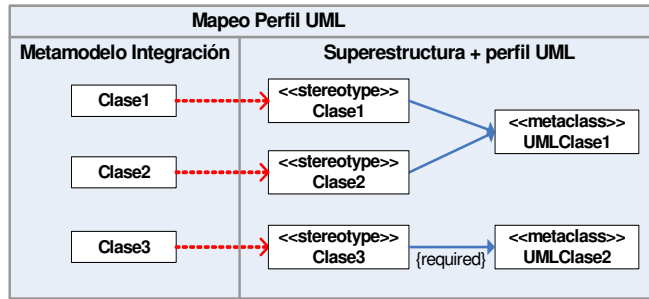 Mapeo Perfil UML
Metamodelo Integración
Superestructura + perfil UML
Clase1
<<stereotype>>
Clase1
<<metaclass>>
UMLClase1
Clase2
<<stereotype>>
Clase2
Clase3
<<stereotype>>
Clase3
{required}
<<metaclass>>
UMLClase2